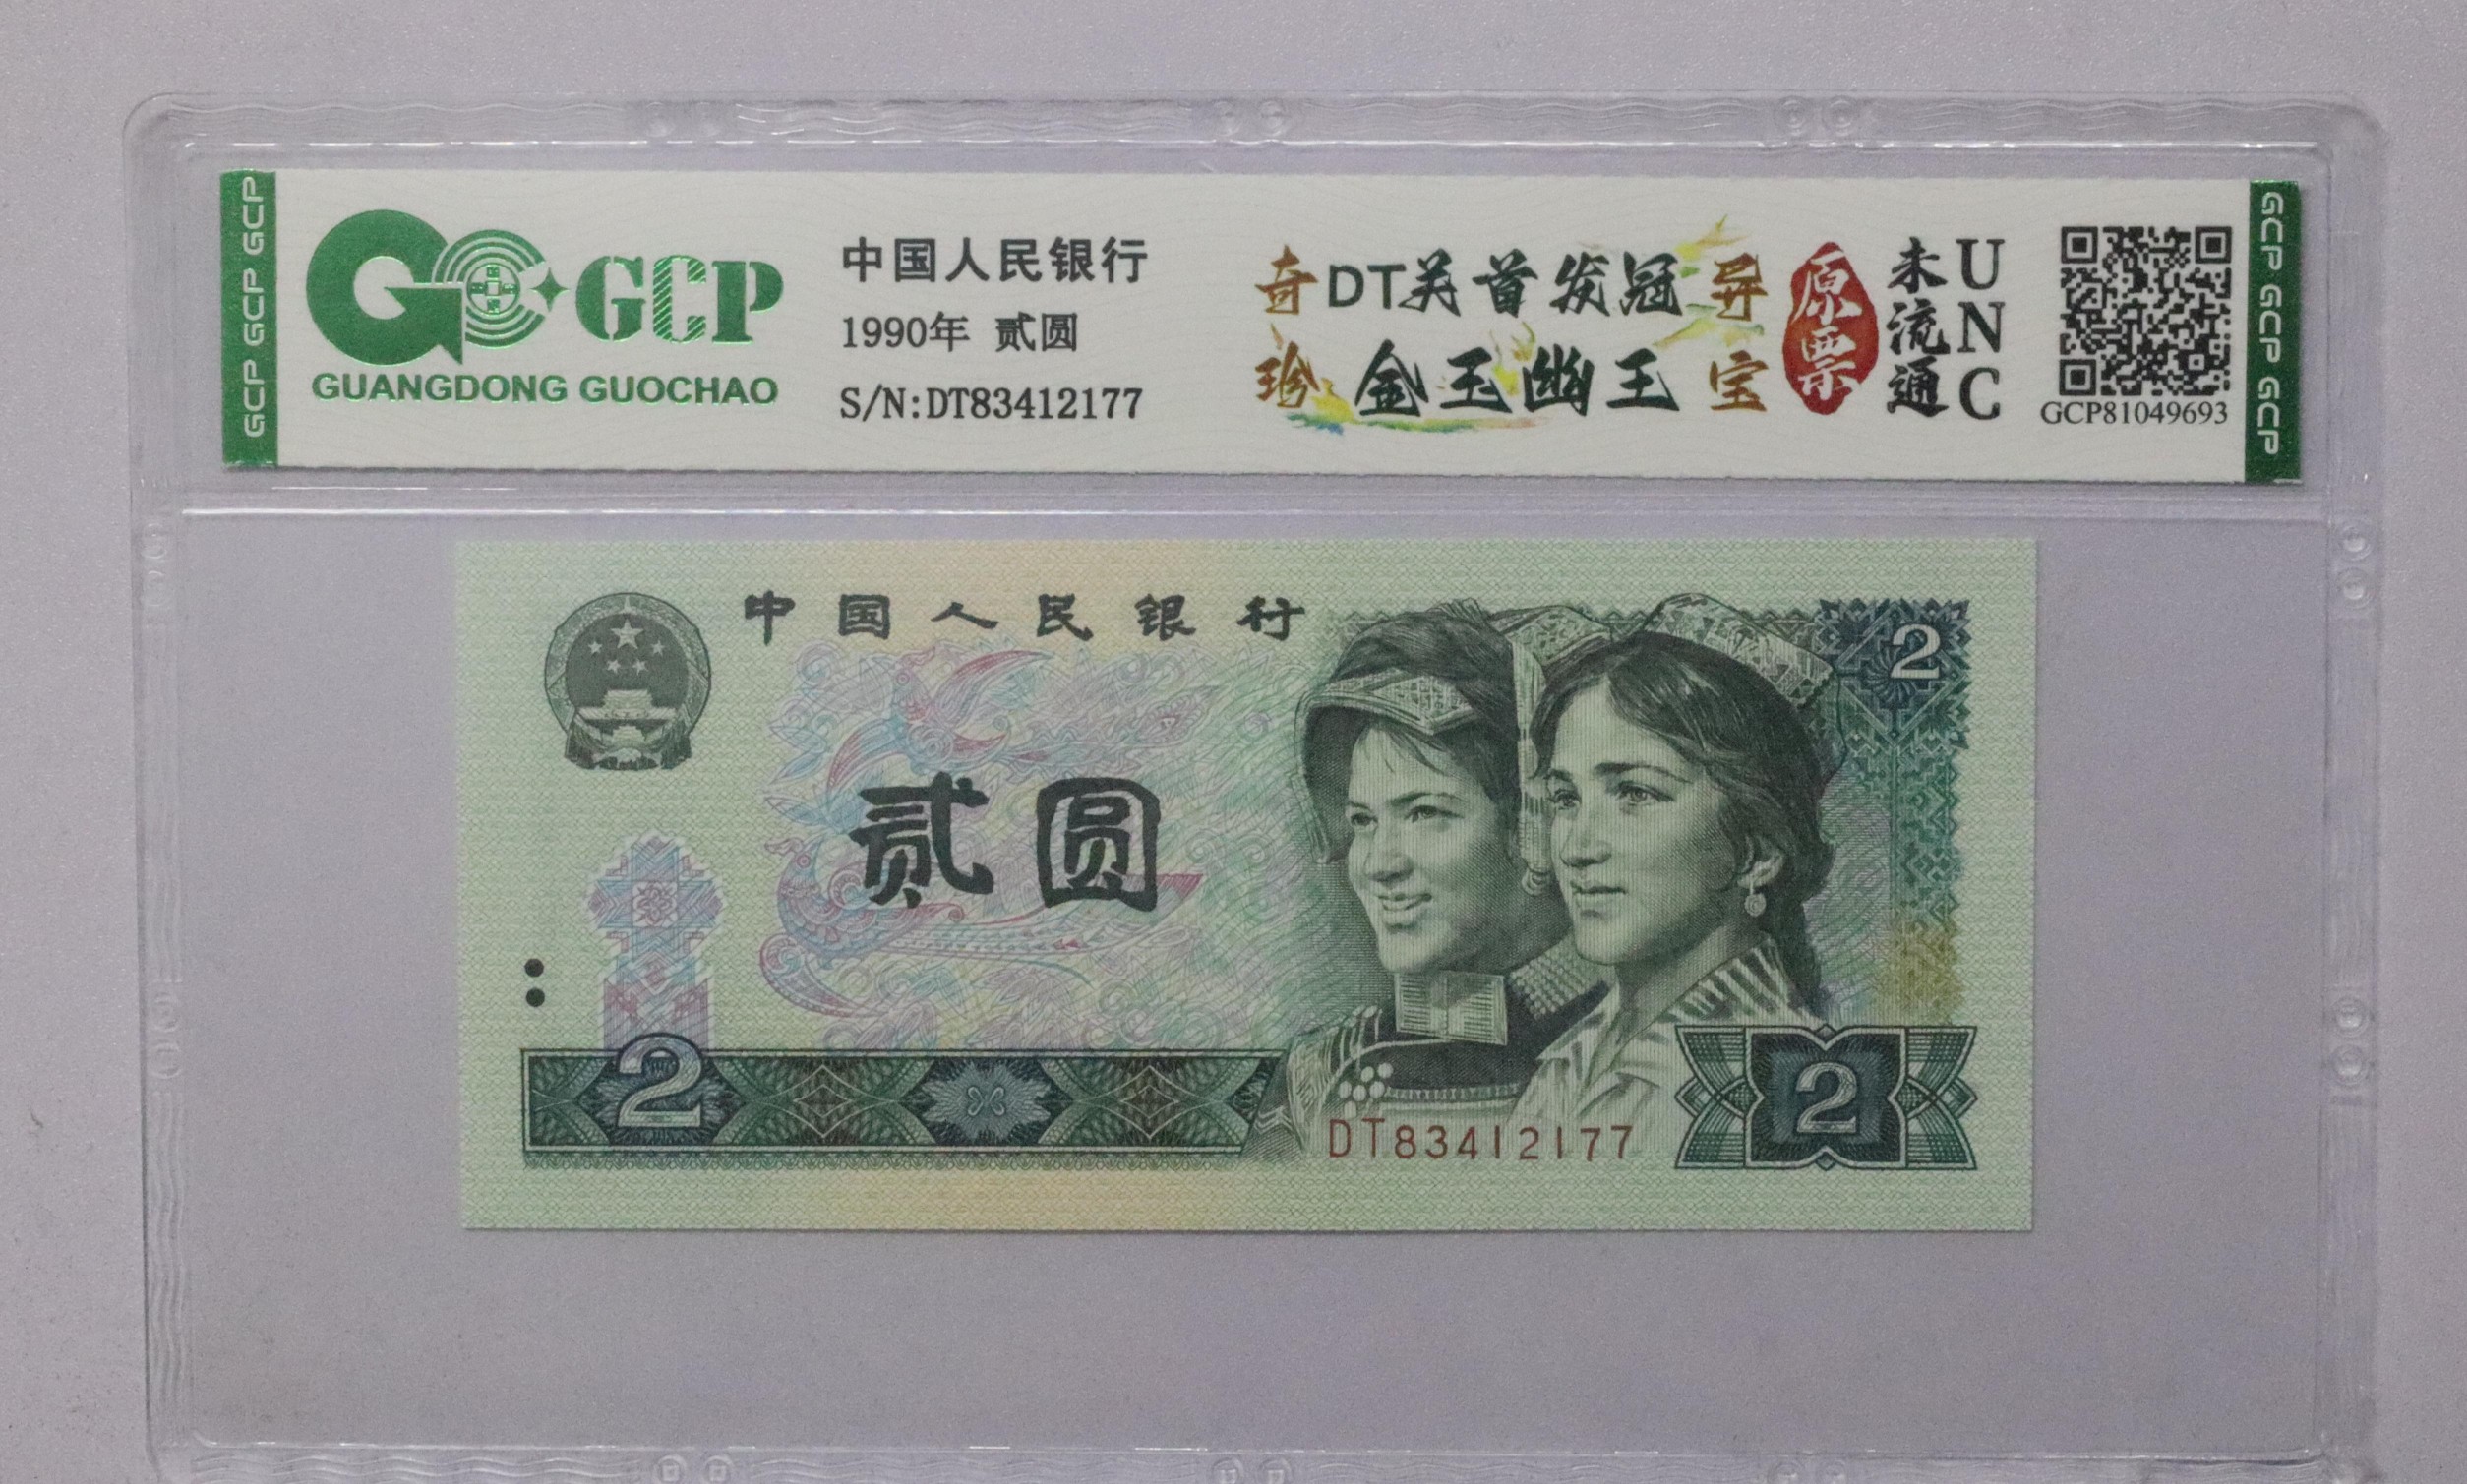 GCP GCP GCP
GCP
GUANGDONG GUOCHAO
中国人民银行
1990年 贰圆
S/N:DT83412177
奇DT关首发冠异
珍金玉幽王宝
原票
未流通
UNC
GCP81049693
GCP GCP GCP
中国人民银行
2
贰圆
2
2
DT83412177